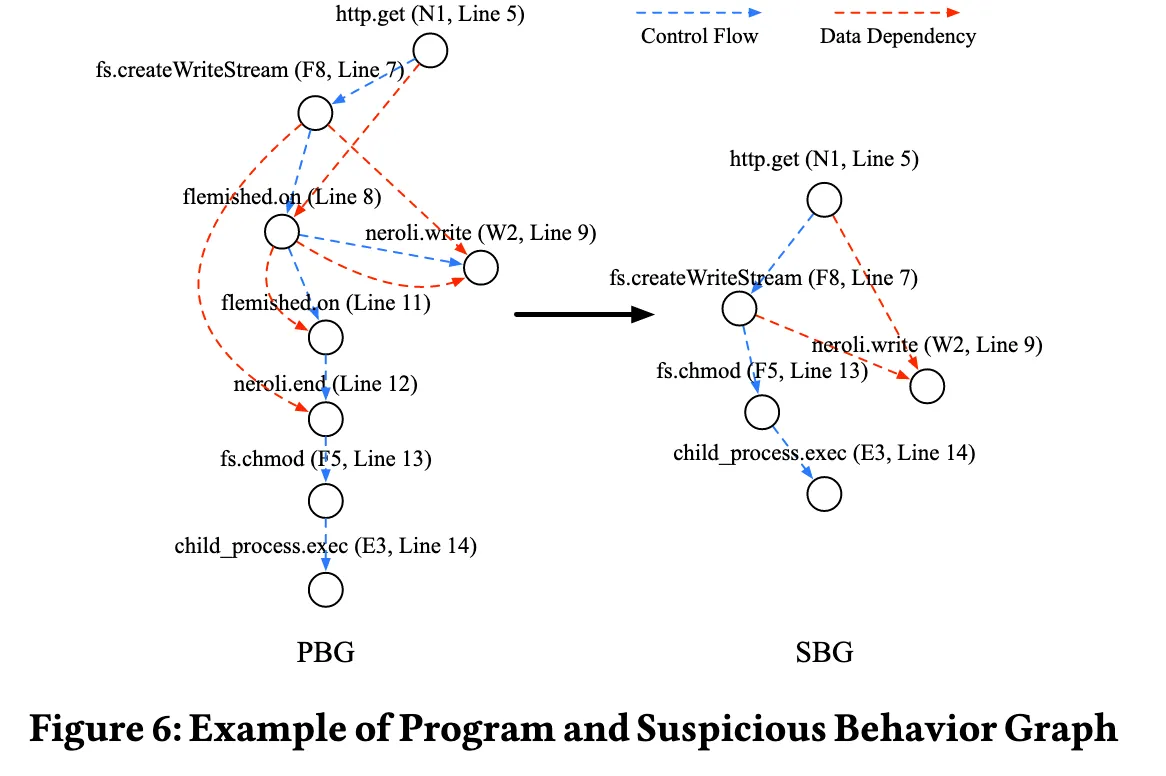 http.get (N1, Line 5)
Control Flow
Data Dependency
fs.createWriteStream (F8, Line 7)
flemished.on (Line 8)
neroli.write (W2, Line 9)
flemished.on (Line 11)
neroli.end (Line 12)
fs.chmod (F5, Line 13)
child_process.exec (E3, Line 14)
PBG
http.get (N1, Line 5)
fs.createWriteStream (F8, Line 7)
neroli.write (W2, Line 9)
fs.chmod (F5, Line 13)
child_process.exec (E3, Line 14)
SBG
Figure 6: Example of Program and Suspicious Behavior Graph